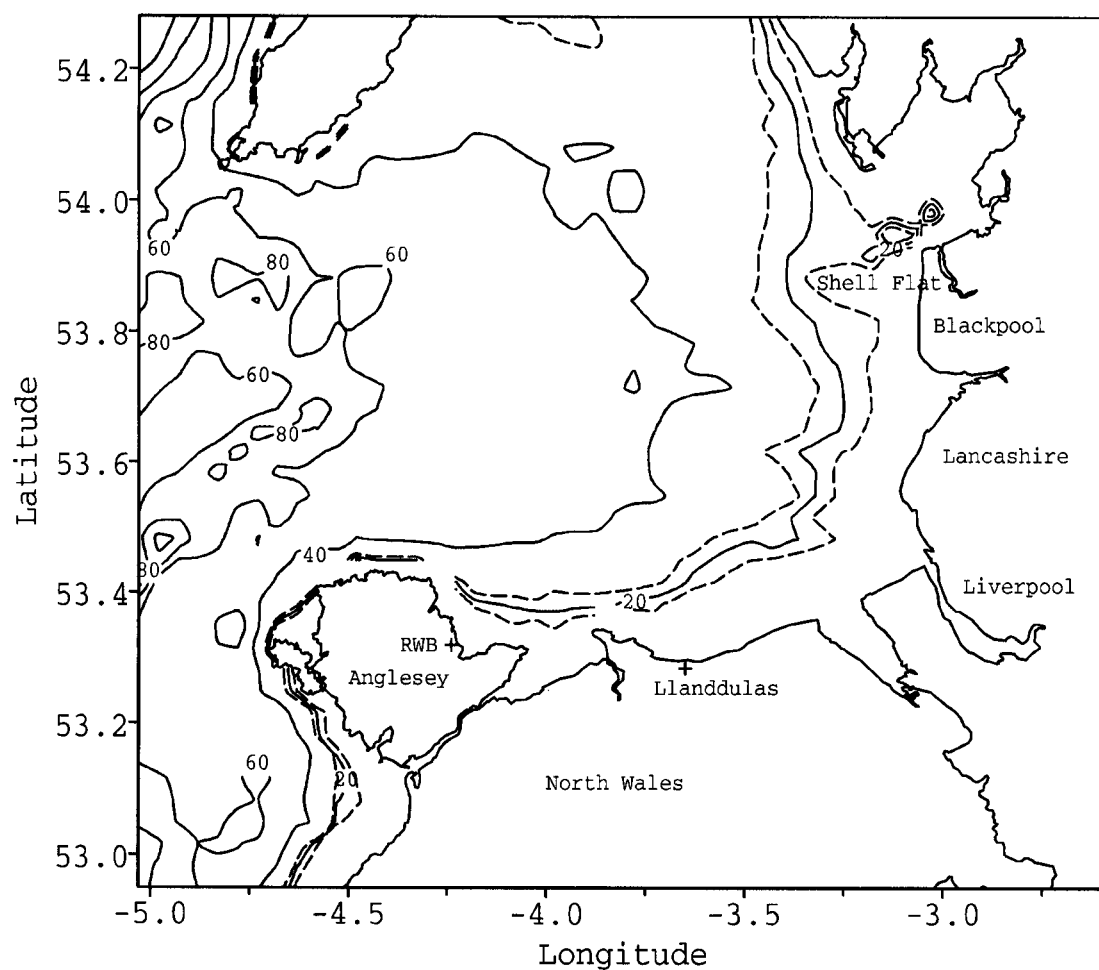 54.2
54.0
53.8
53.6
53.4
53.2
53.0
Latitude
-5.0
-4.5
-4.0
-3.5
-3.0
Longitude
60
80
80
60
60
80
80
40
20
20
Shell Flat
Blackpool
Lancashire
Liverpool
20
RWB
Anglesey
Llanddulas
North Wales
60
20